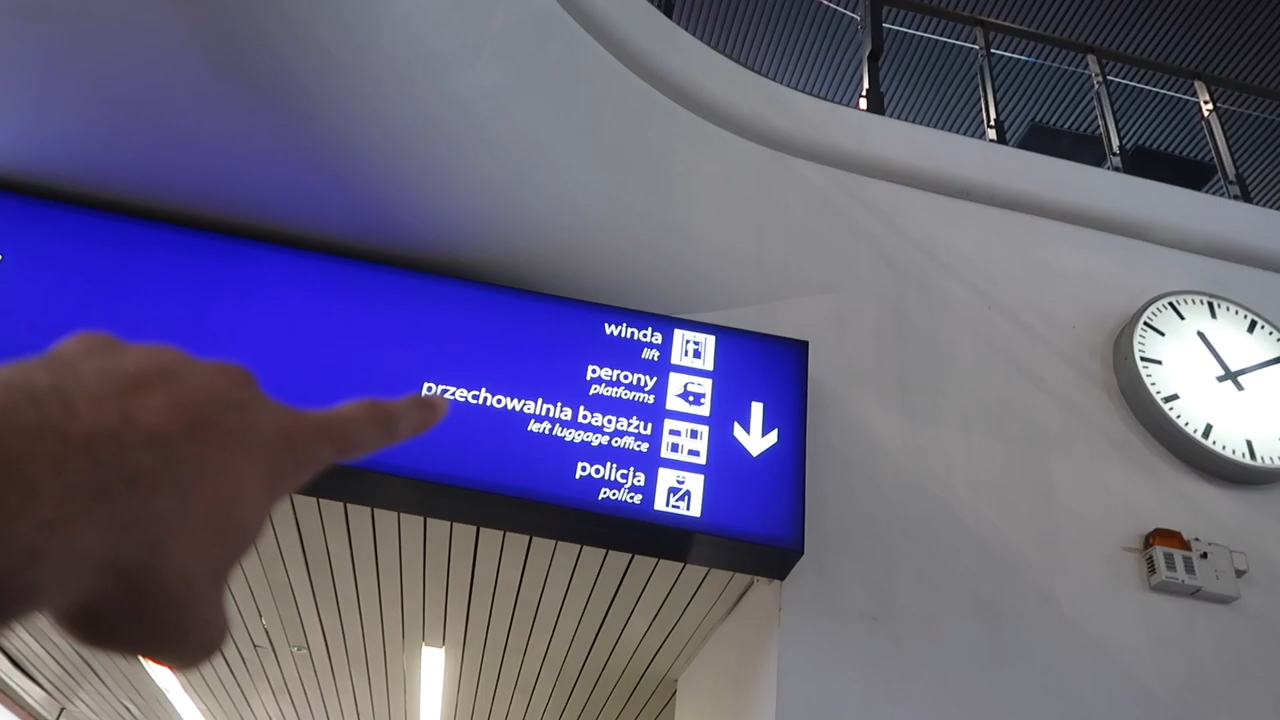 winda
lift
perony
platforms
przechowalnia bagażu
left luggage office
policja
police